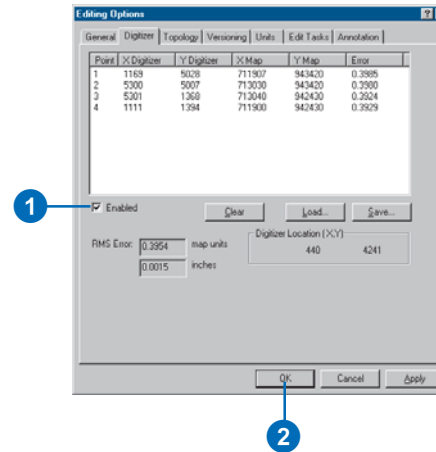 Editing Options ?
General Digitizer Topology Versioning Units Edit Tasks Annotation
Point X Digitizer Y Digitizer X Map Y Map Error
1 1169 5028 711907 943420 0.3985
2 5300 5007 713030 943420 0.3980
3 5301 1368 713040 942430 0.3924
4 1111 1394 711900 942430 0.3929
1
Enabled Clear Load... Save...
RMS Error: 0.3954 map units
0.0015 inches
Digitizer Location (X,Y)
440 4241
OK Cancel Apply
2